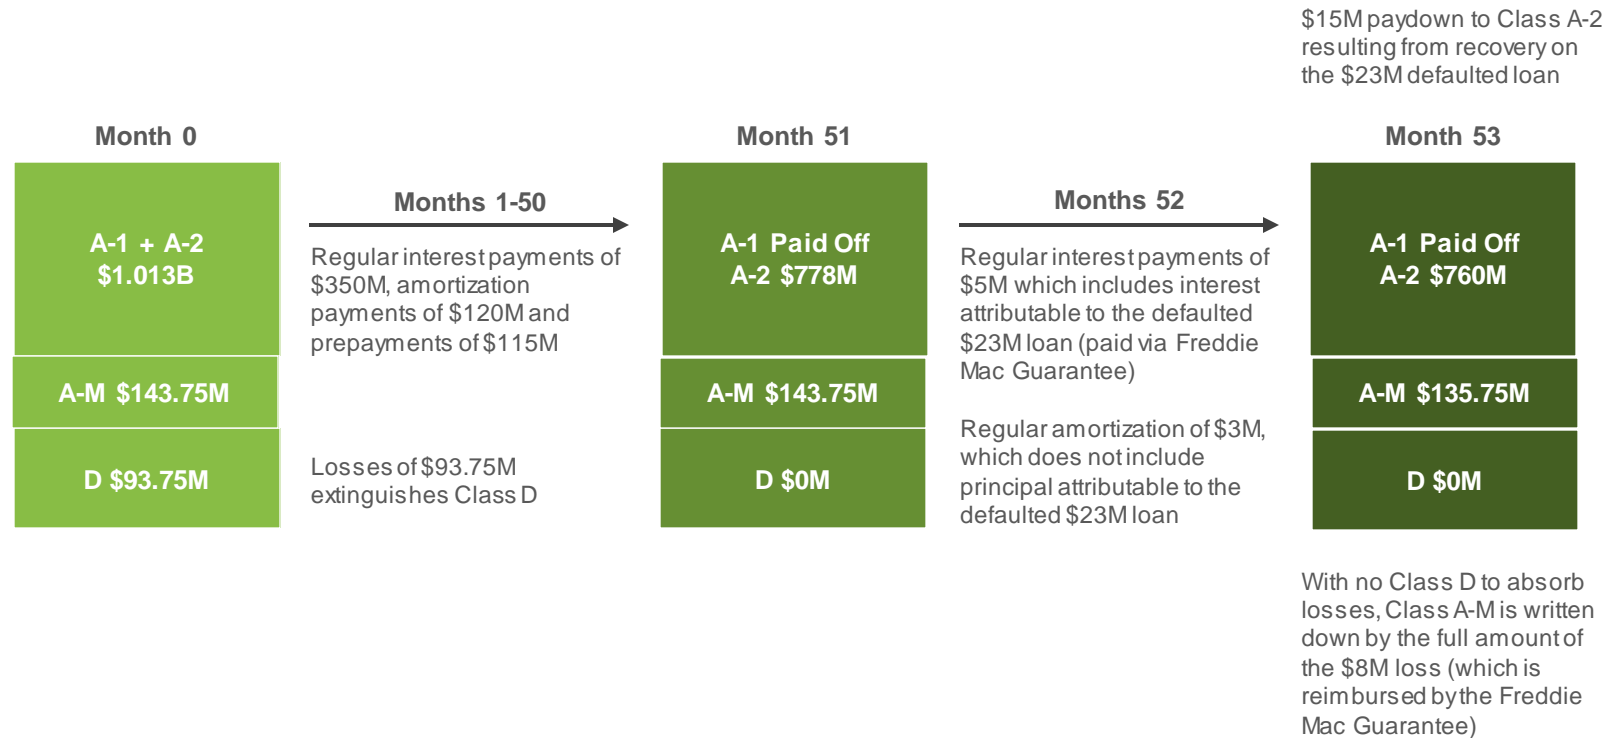 $15M paydown to Class A-2
resulting from recovery on
the $23M defaulted loan
Month 0
Month 51
Month 53
A-1 + A-2
$1.013B
A-M $143.75M
D $93.75M
Months 1-50
Regular interest payments of
$350M, amortization
payments of $120M and
prepayments of $115M
Losses of $93.75M
extinguishes Class D
A-1 Paid Off
A-2 $778M
A-M $143.75M
D $0M
Months 52
Regular interest payments of
$5M which includes interest
attributable to the defaulted
$23M loan (paid via Freddie
Mac Guarantee)
Regular amortization of $3M,
which does not include
principal attributable to the
defaulted $23M loan
A-1 Paid Off
A-2 $760M
A-M $135.75M
D $0M
With no Class D to absorb
losses, Class A-M is written
down by the full amount of
the $8M loss (which is
reimbursed by the Freddie
Mac Guarantee)